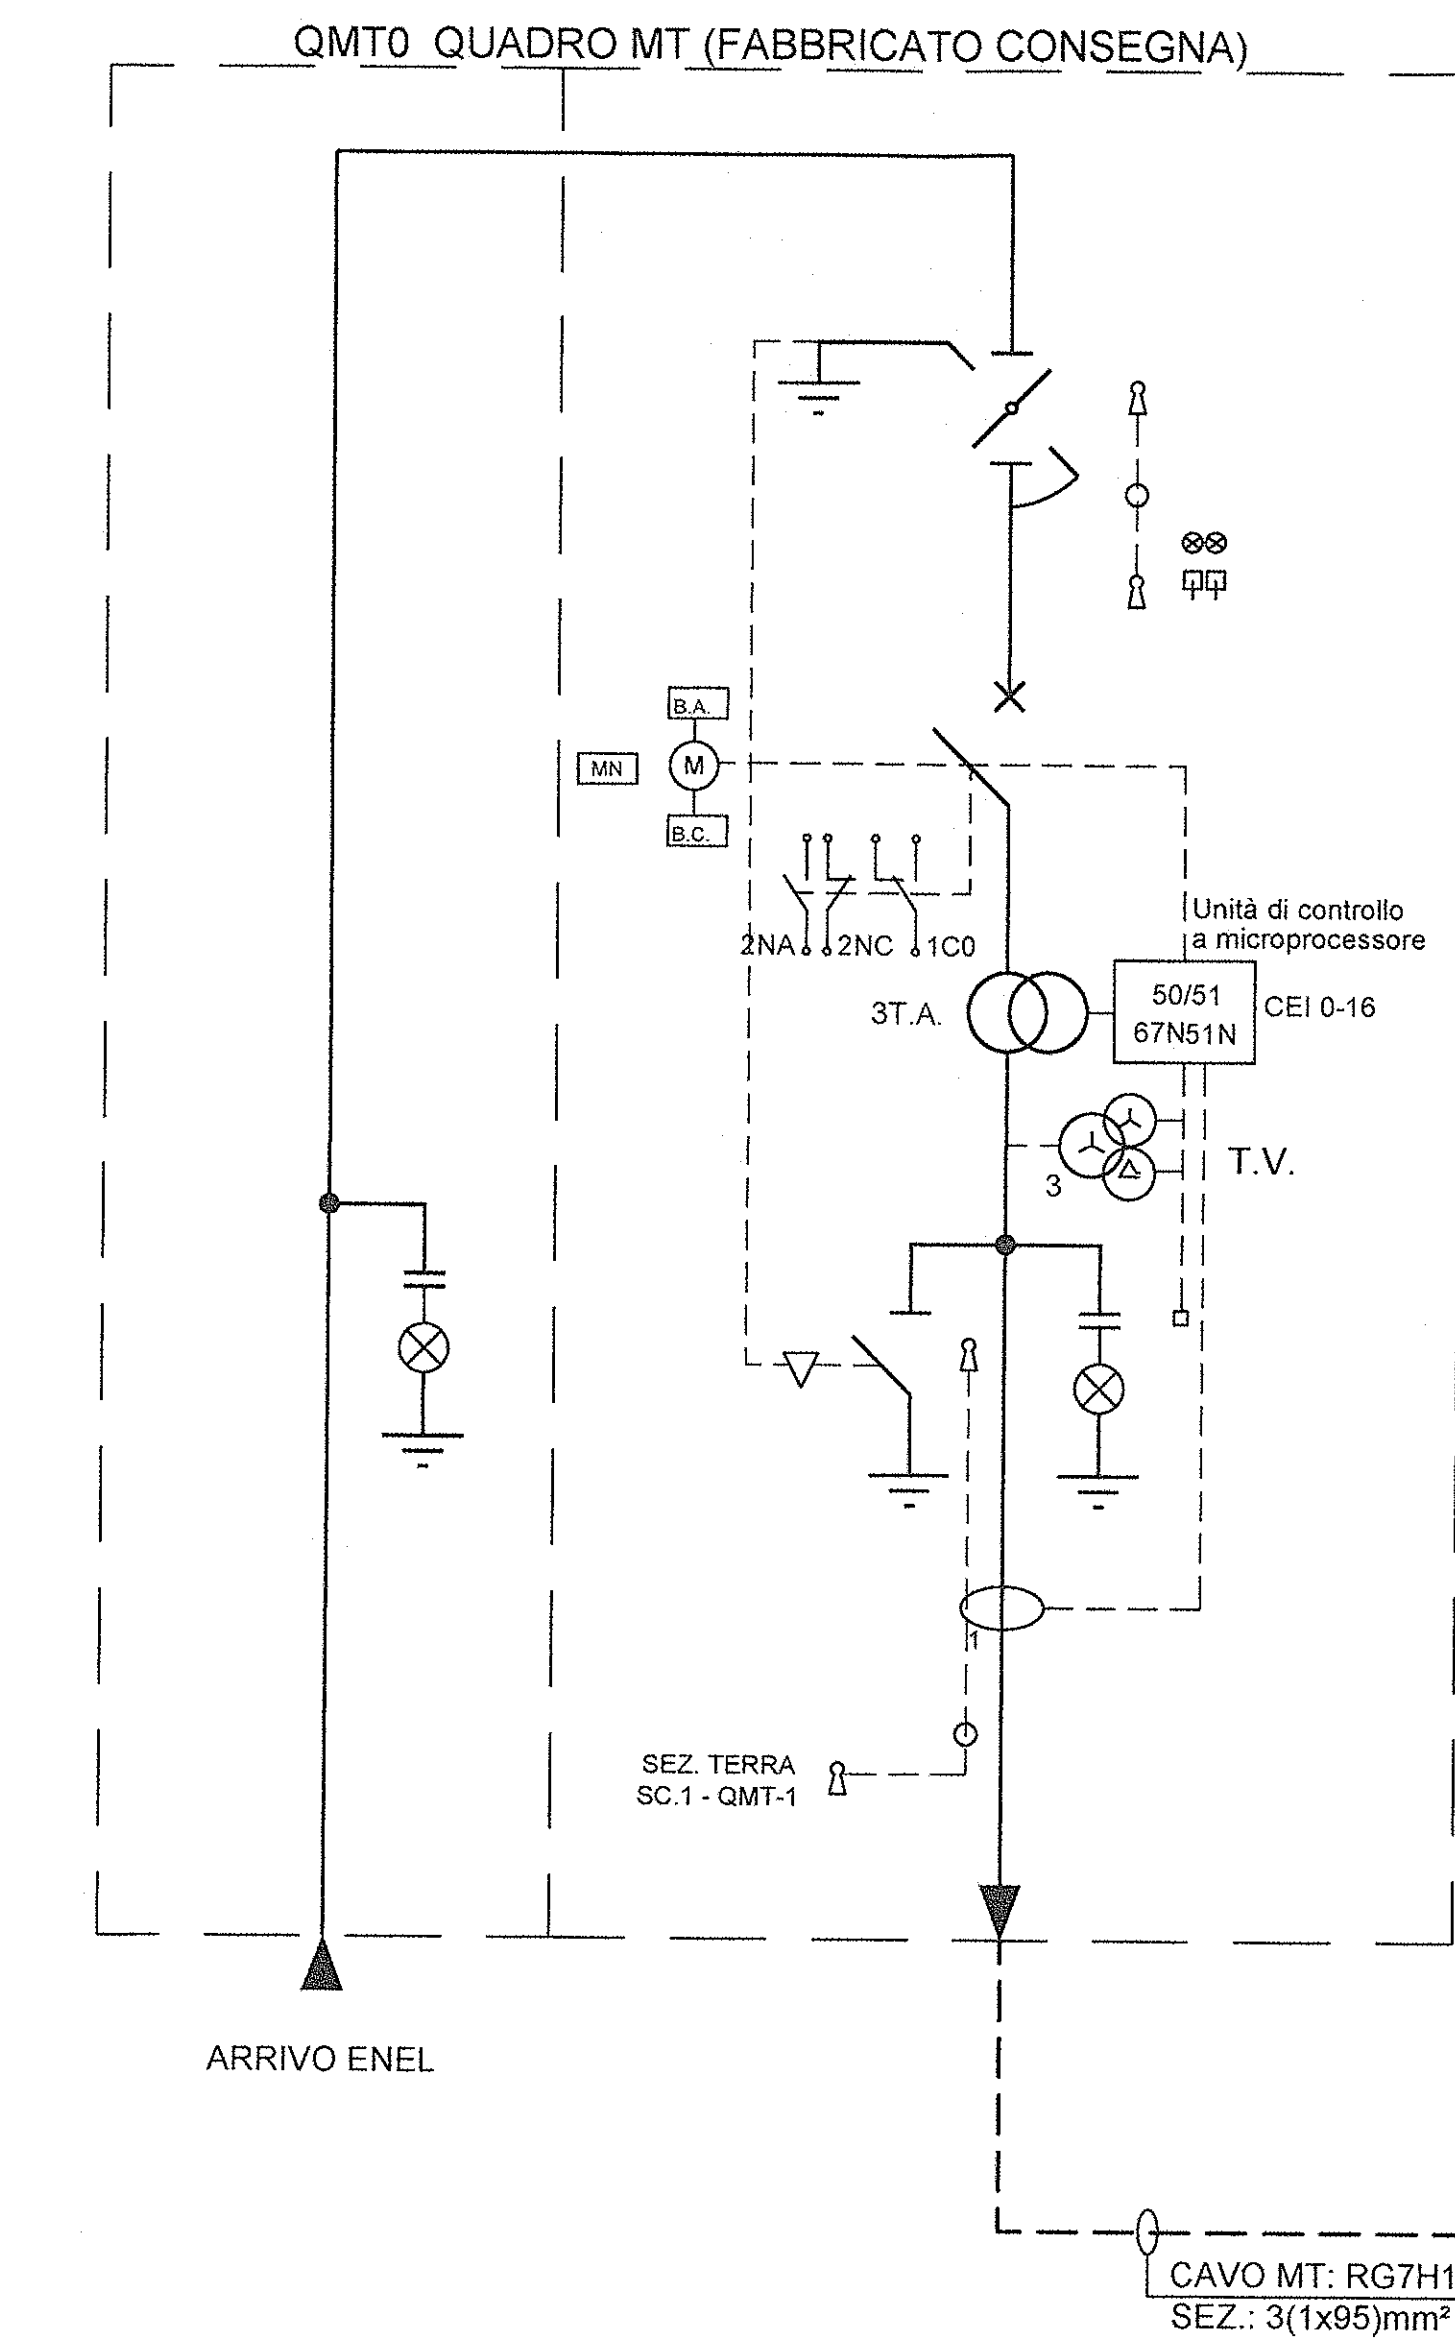 QMT0 QUADRO MT (FABBRICATO CONSEGNA)
B.A.
MN
M
B.C.
2NA
2NC
1C0
Unità di controllo
a microprocessore
3T.A.
50/51
67N51N
CEI 0-16
T.V.
3
1
SEZ. TERRA
SC.1 - QMT-1
ARRIVO ENEL
CAVO MT: RG7H1
SEZ.: 3(1x95)mm²